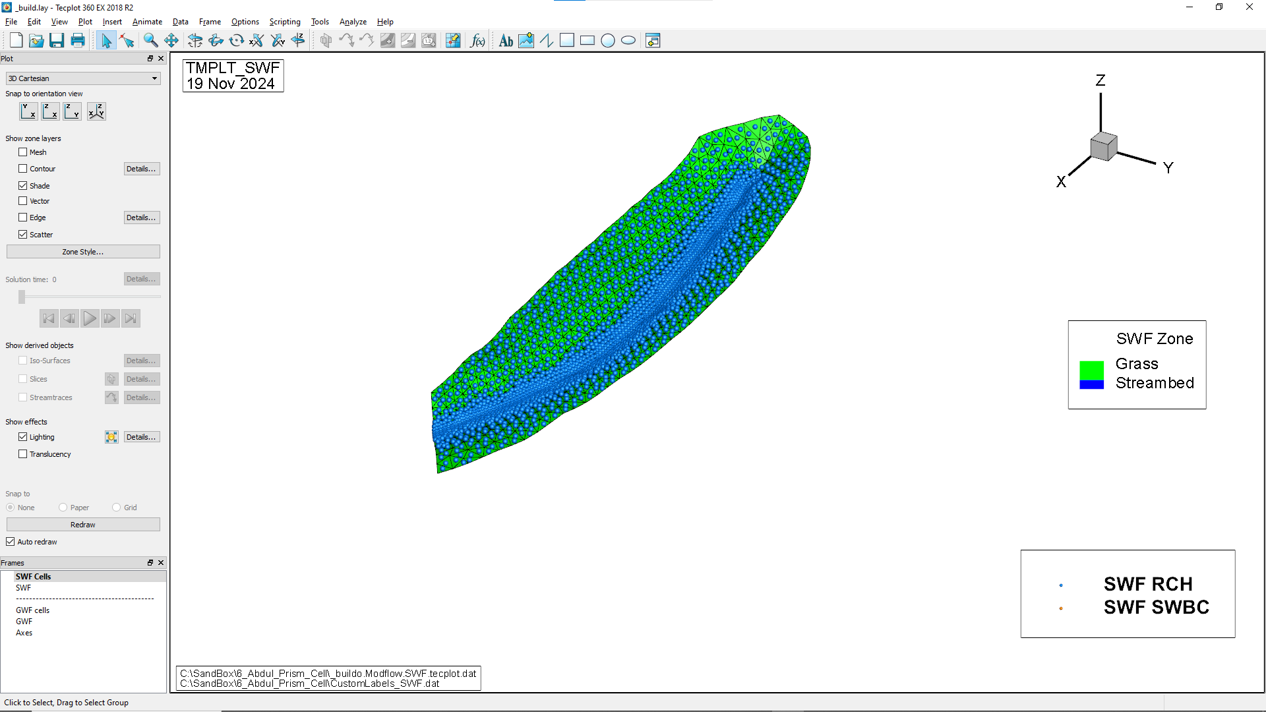 _build.lay - Tecplot 360 EX 2018 R2
File Edit View Plot Insert Animate Data Frame Options Scripting Tools Analyze Help
Plot
3D Cartesian
Snap to orientation view
Show zone layers
Mesh
Contour Details...
Shade
Vector
Edge Details...
Scatter
Zone Style...
Solution time: 0 Details...
Show derived objects
Iso-Surfaces Details...
Slices Details...
Streamtraces Details...
Show effects
Lighting Details...
Translucency
Snap to
None Paper Grid
Redraw
Auto redraw
Frames
SWF Cells
SWF
GWF cells
GWF
Axes
TMPLT_SWF
19 Nov 2024
Z
Y
X
SWF Zone
Grass
Streambed
SWF RCH
SWF SWBC
C:\SandBox\6_Abdul_Prism_Cell\_buildo.Modflow.SWF.tecplot.dat
C:\SandBox\6_Abdul_Prism_Cell\CustomLabels_SWF.dat
Click to Select, Drag to Select Group